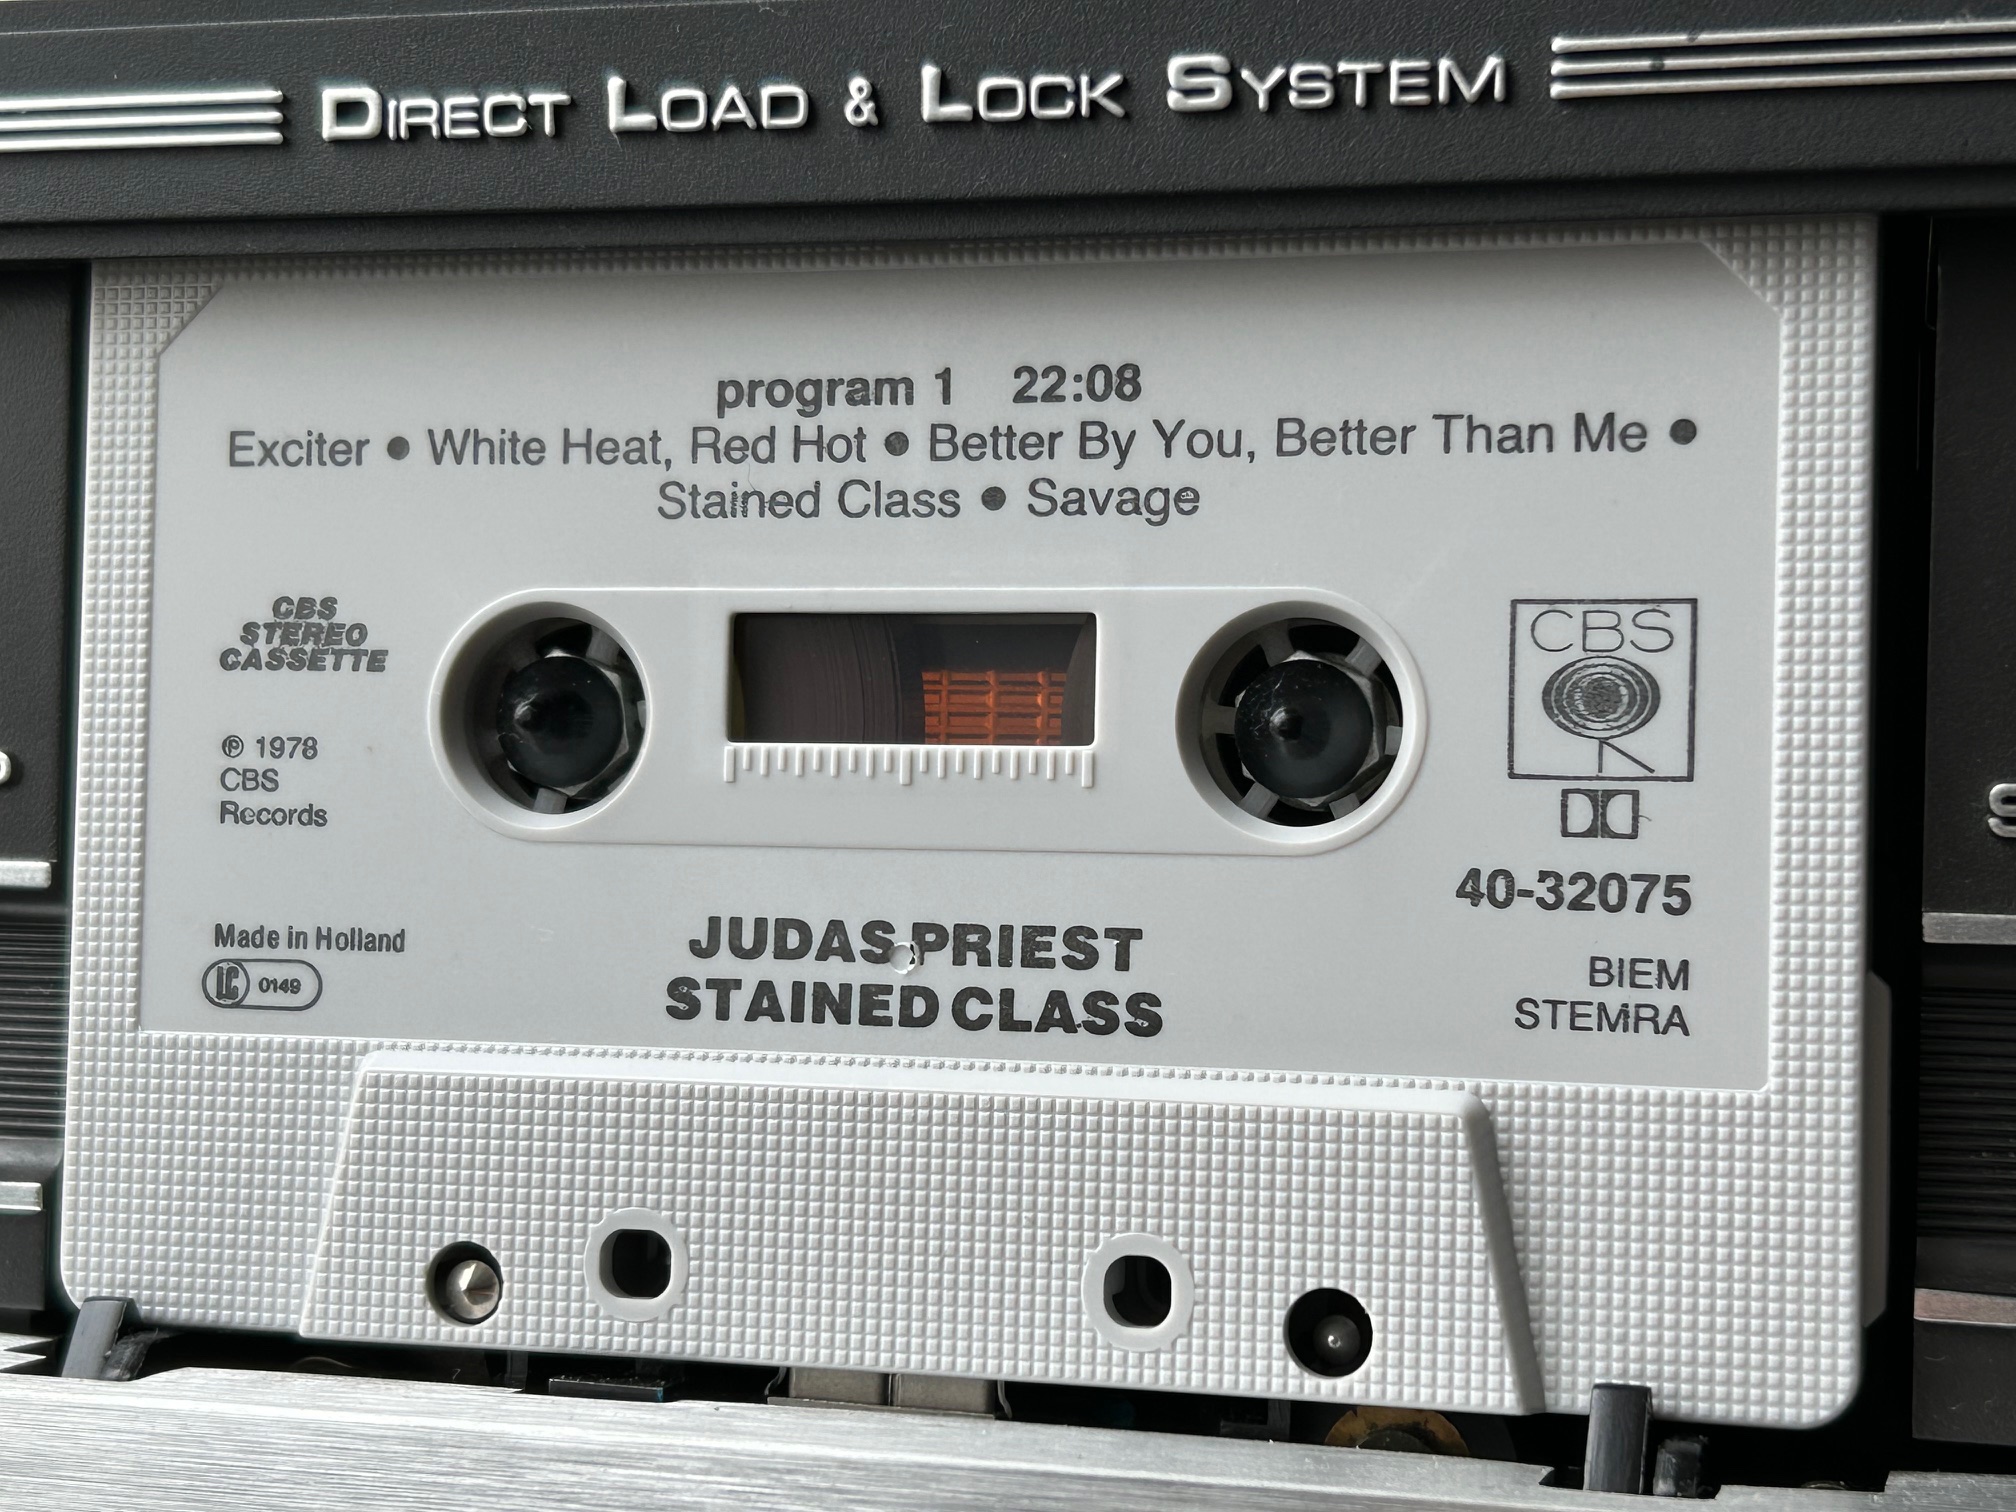 DIRECT LOAD & LOCK SYSTEM
program 1 22:08
Exciter ● White Heat, Red Hot ● Better By You, Better Than Me ●
Stained Class ● Savage
CBS
STEREO
CASSETTE
CBS
℗ 1978
CBS
Records
40-32075
Made in Holland
LC 0149
JUDAS PRIEST
STAINED CLASS
BIEM
STEMRA